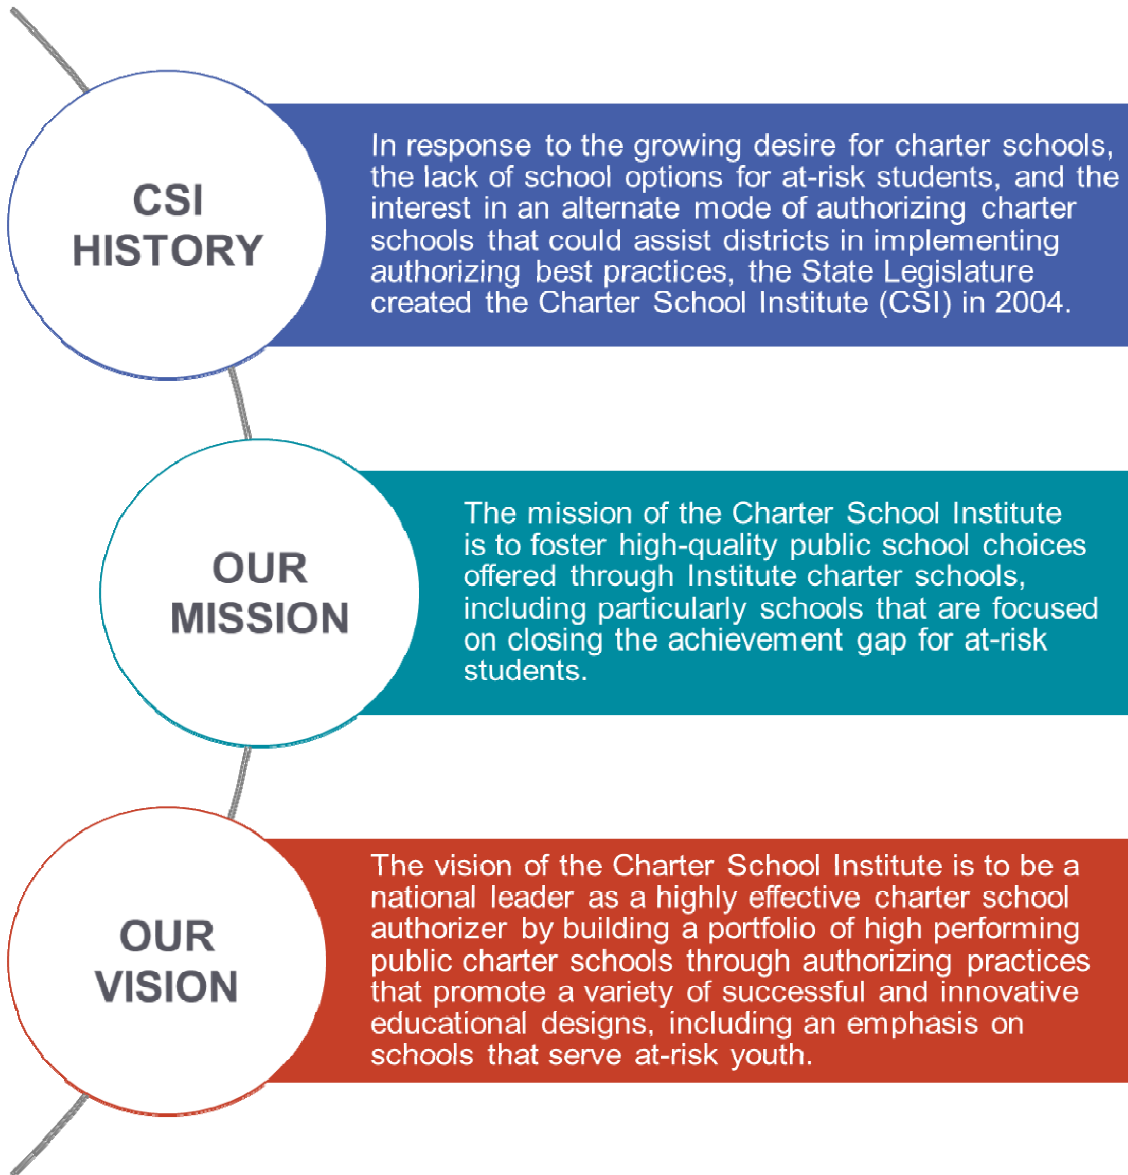 CSI
HISTORY
In response to the growing desire for charter schools,
the lack of school options for at-risk students, and the
interest in an alternate mode of authorizing charter
schools that could assist districts in implementing
authorizing best practices, the State Legislature
created the Charter School Institute (CSI) in 2004.
OUR
MISSION
The mission of the Charter School Institute
is to foster high-quality public school choices
offered through Institute charter schools,
including particularly schools that are focused
on closing the achievement gap for at-risk
students.
OUR
VISION
The vision of the Charter School Institute is to be a
national leader as a highly effective charter school
authorizer by building a portfolio of high performing
public charter schools through authorizing practices
that promote a variety of successful and innovative
educational designs, including an emphasis on
schools that serve at-risk youth.